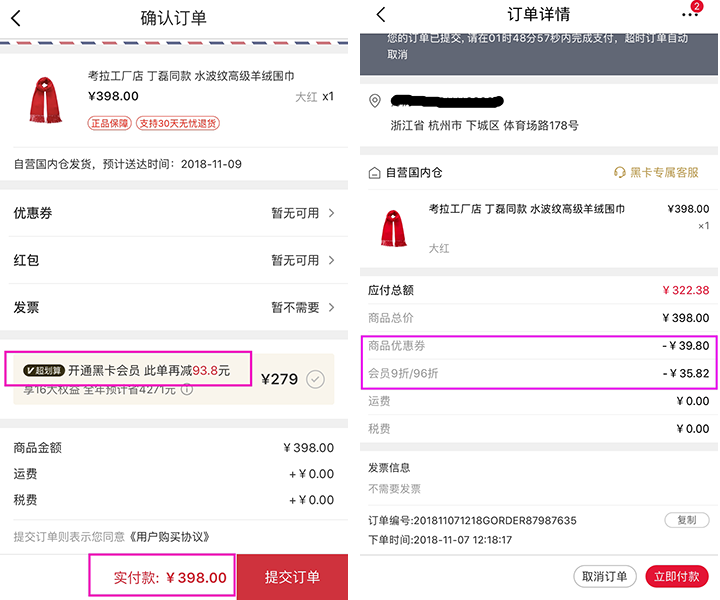 确认订单
考拉工厂店 丁磊同款 水波纹高级羊绒围巾
¥398.00
大红 x1
正品保障 支持30天无忧退货
自营国内仓发货，预计送达时间：2018-11-09
优惠券 暂无可用
红包 暂无可用
发票 暂不需要
超划算 开通黑卡会员 此单再减93.8元
¥279
享16大权益 全年预计省4271元
商品金额 ¥398.00
运费 +¥0.00
税费 +¥0.00
提交订单则表示您同意《用户购买协议》
实付款: ¥398.00 提交订单
订单详情
2
您的订单已提交, 请在01时48分57秒内完成支付，超时订单自动
取消
浙江省 杭州市 下城区 体育场路178号
自营国内仓 黑卡专属客服
考拉工厂店 丁磊同款 水波纹高级羊绒围巾 ¥398.00
×1
大红
应付总额 ¥322.38
商品总价 ¥398.00
商品优惠券 -¥39.80
会员9折/96折 -¥35.82
运费 ¥0.00
税费 ¥0.00
发票信息
不需要发票
订单编号:201811071218GORDER87987635 复制
下单时间:2018-11-07 12:18:17
取消订单 立即付款